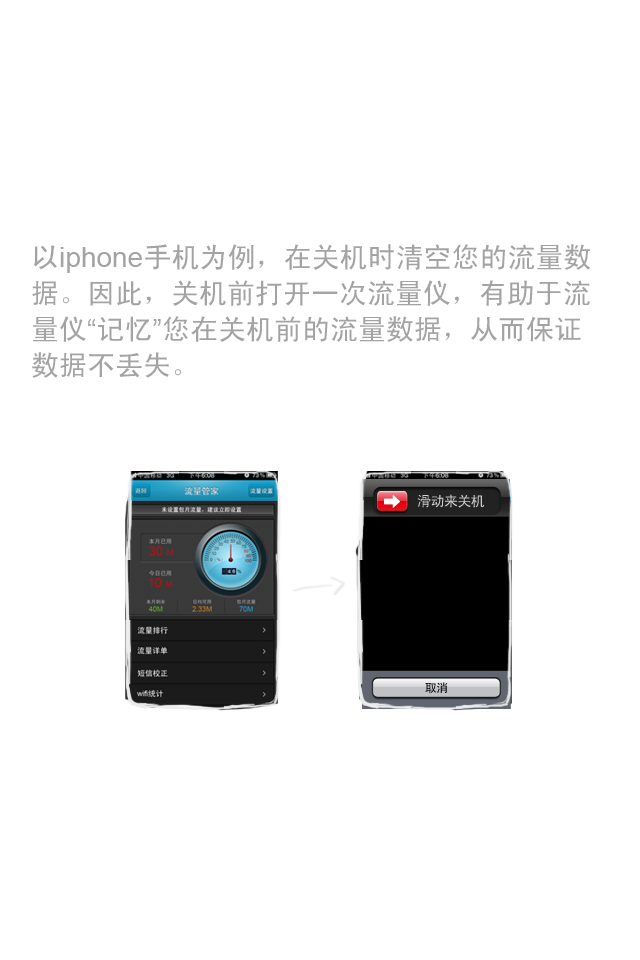 以iphone手机为例，在关机时清空您的流量数
据。因此，关机前打开一次流量仪，有助于流
量仪“记忆”您在关机前的流量数据，从而保证
数据不丢失。
中国移动 3G 下午6:08 73%
返回 流量管家 流量设置
未设置包月流量，建议立即设置
本月已用
30
今日已用
10
本月剩余 日均可用 包月流量
40M 2.33M 70M
流量排行
流量详单
短信校正
wifi统计
中国移动 3G 下午6:08 73%
滑动来关机
取消